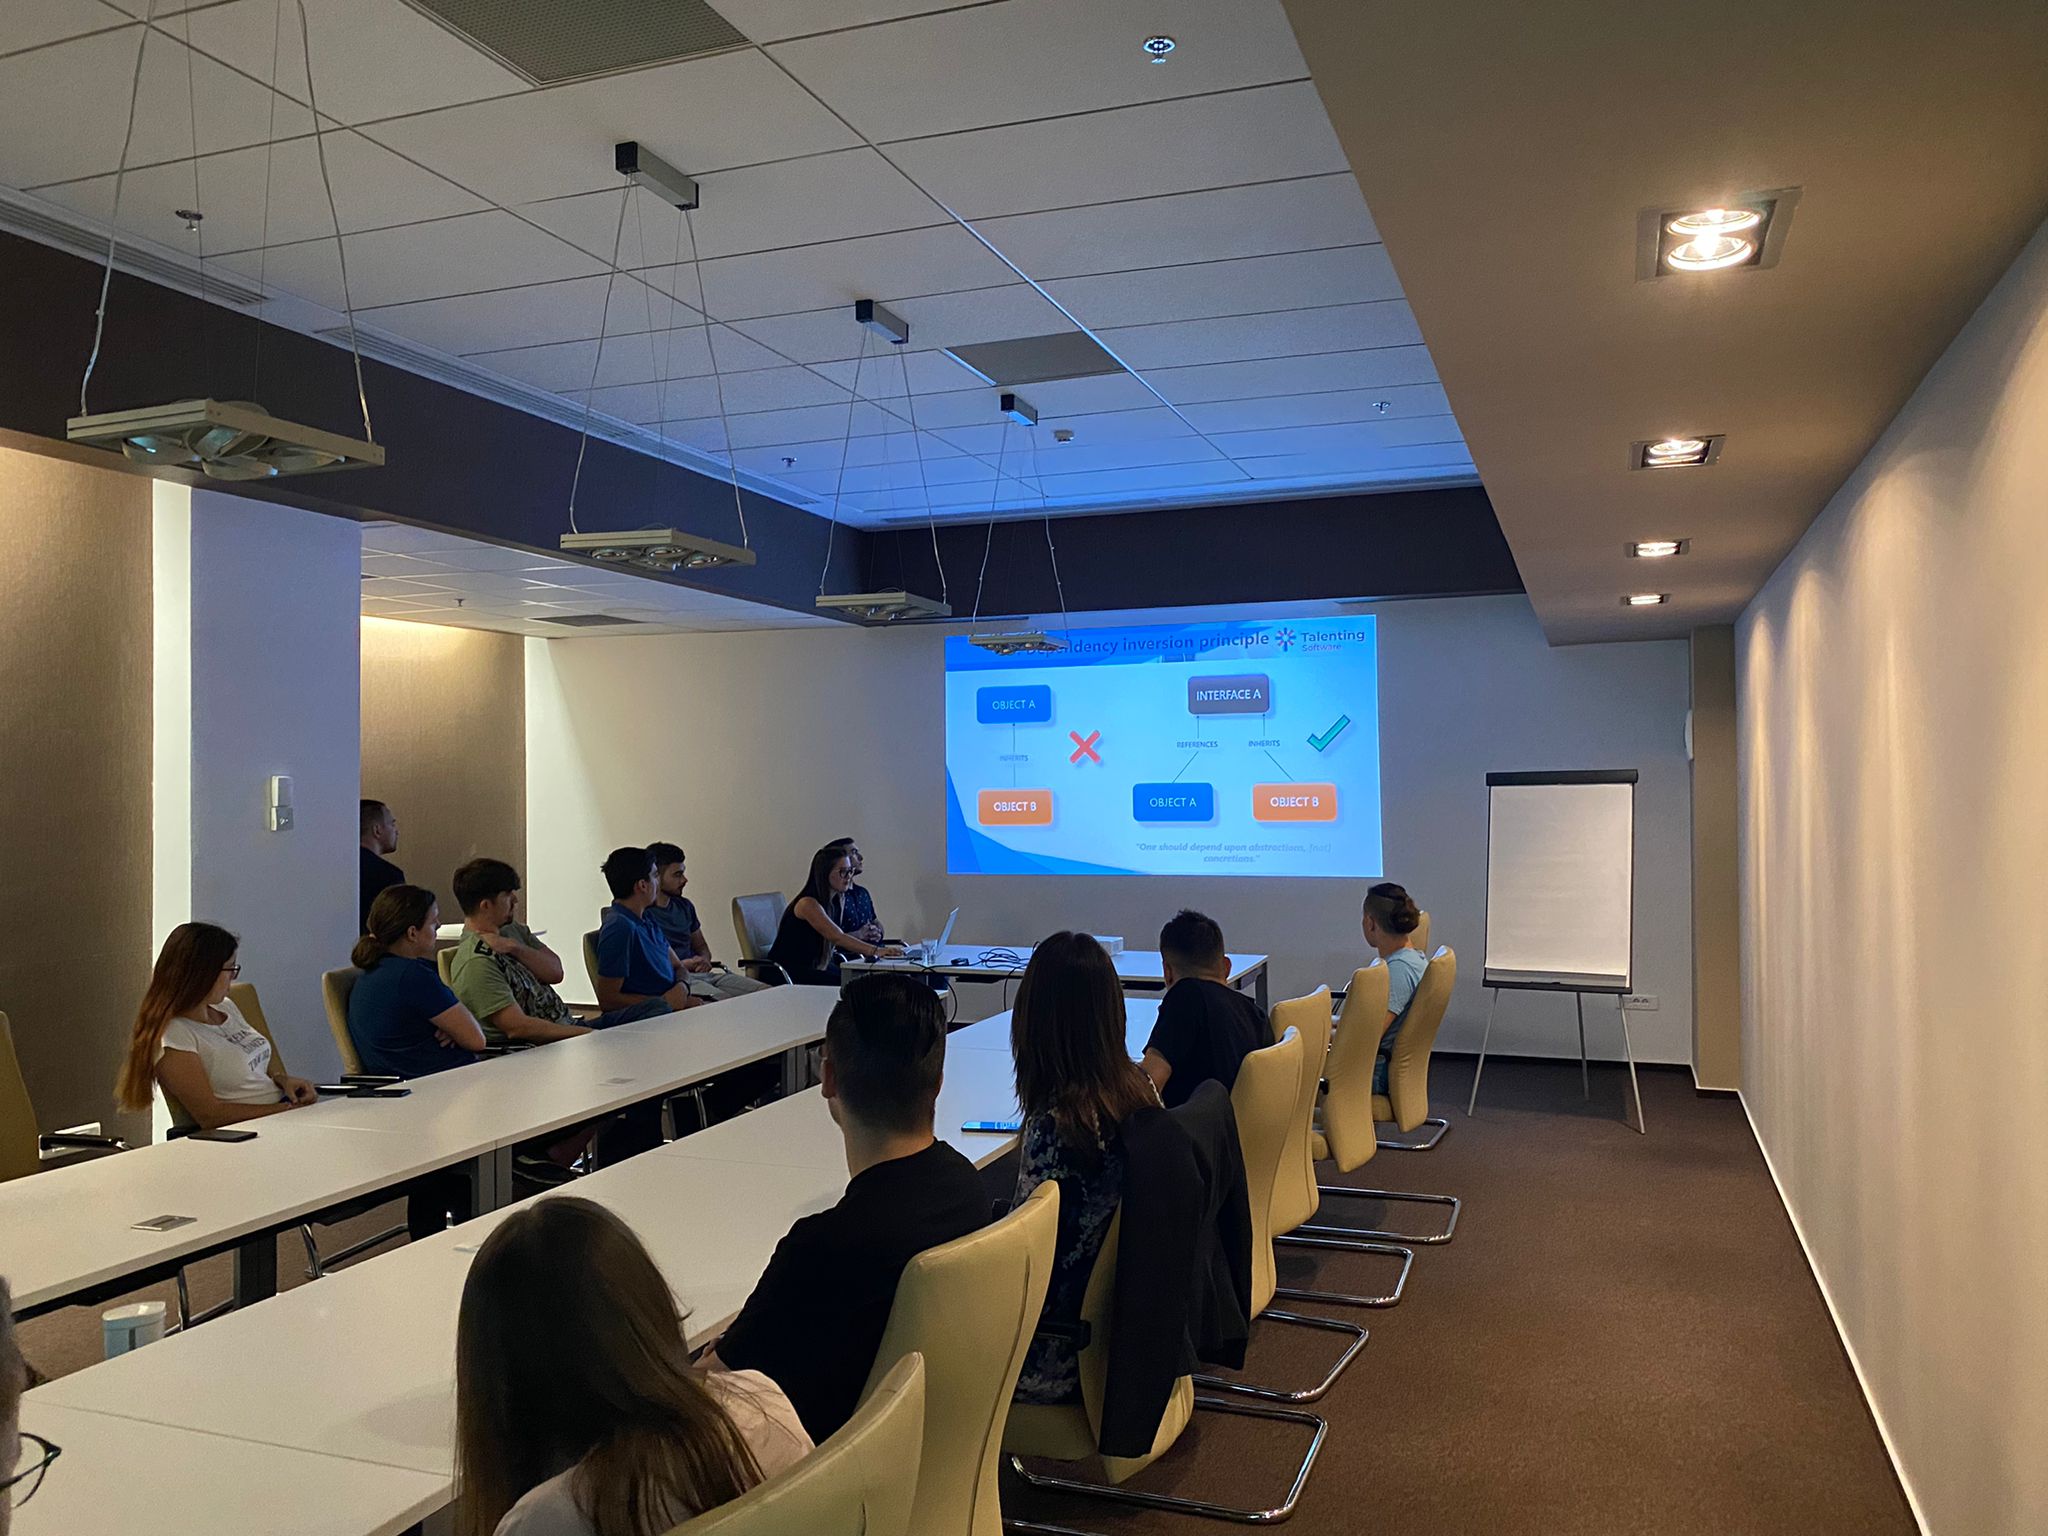 Dependency inversion principle
Talenting
Software
OBJECT A
INHERITS
OBJECT B
INTERFACE A
REFERENCES
INHERITS
OBJECT A
OBJECT B
"One should depend upon abstractions, [not]
concretions."